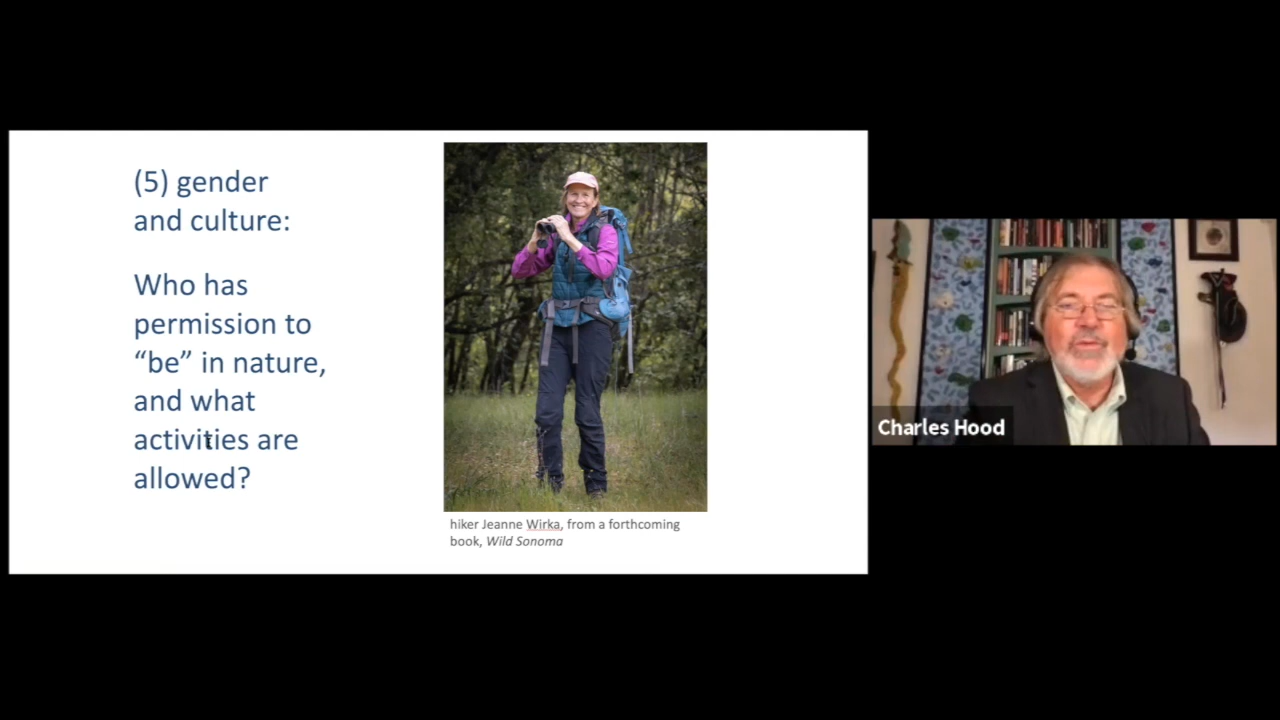 (5) gender
and culture:
Who has
permission to
“be” in nature,
and what
activities are
allowed?
hiker Jeanne Wirka, from a forthcoming
book, Wild Sonoma
Charles Hood